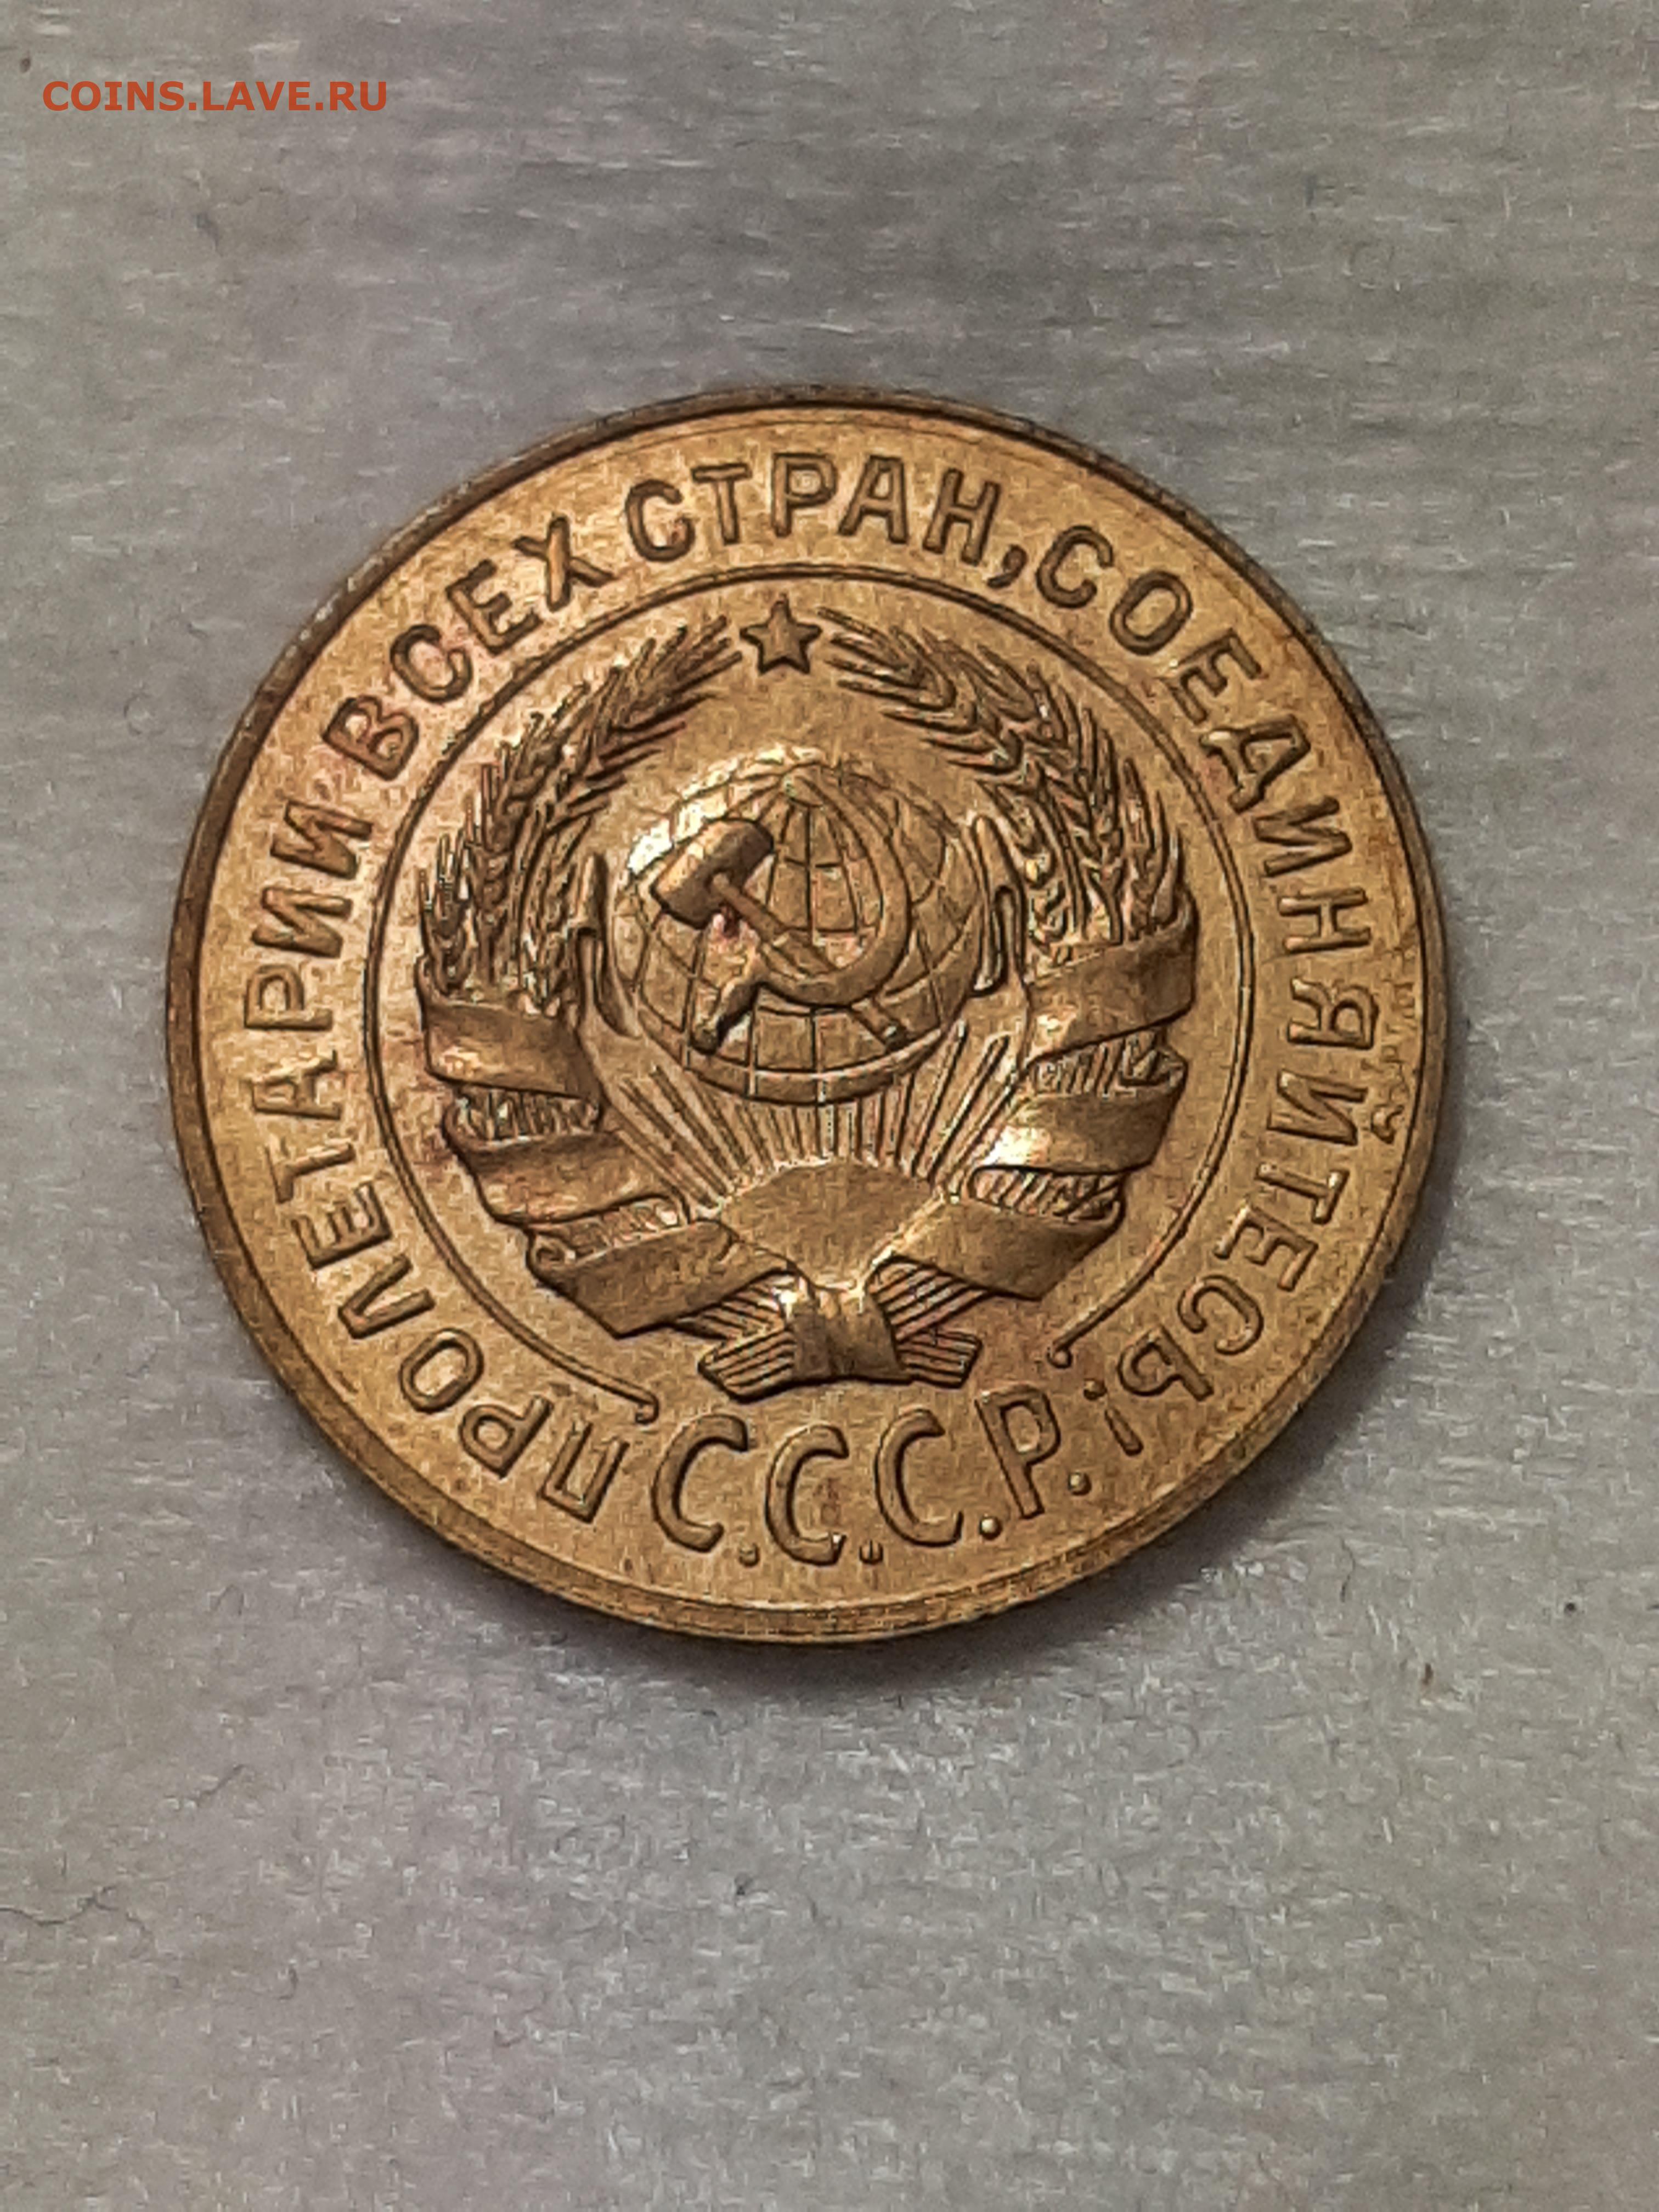 COINS.LAVE.RU
ПРОЛЕТАРИИ ВСЕХ СТРАН, СОЕДИНЯЙТЕСЬ!
С.С.С.Р.